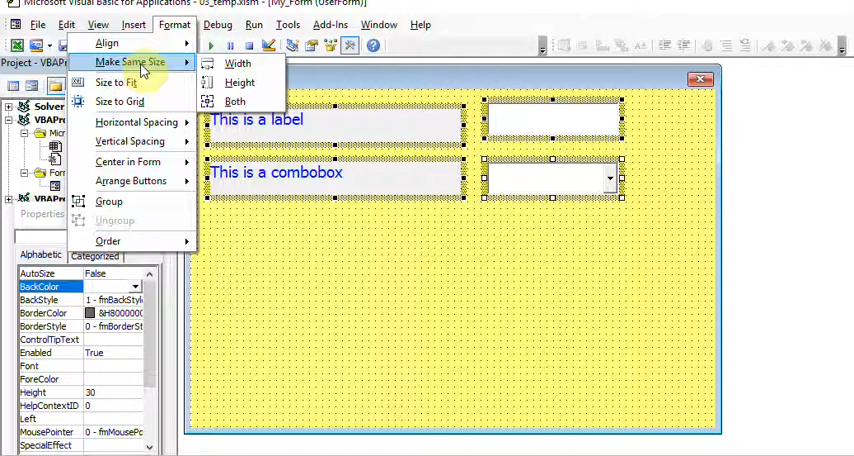 Microsoft Visual Basic for Applications - 03_temp.xlsm - [My_Form (UserForm)]
File Edit View Insert Format Debug Run Tools Add-Ins Window Help
Align
Make Same Size
Size to Fit
Size to Grid
Horizontal Spacing
Vertical Spacing
Center in Form
Arrange Buttons
Group
Ungroup
Order
Width
Height
Both
Project - VBAPr
Solver
VBAPro
Micr
For
VBAPr
Properties
Alphabetic Categorized
AutoSize False
BackColor
BackStyle 1 - fmBackStyl
BorderColor &H8000000
BorderStyle 0 - fmBorderSt
ControlTipText
Enabled True
Font
ForeColor
Height 30
HelpContextID 0
Left
MousePointer 0 - fmMousePo
SpecialEffect
This is a label
This is a combobox